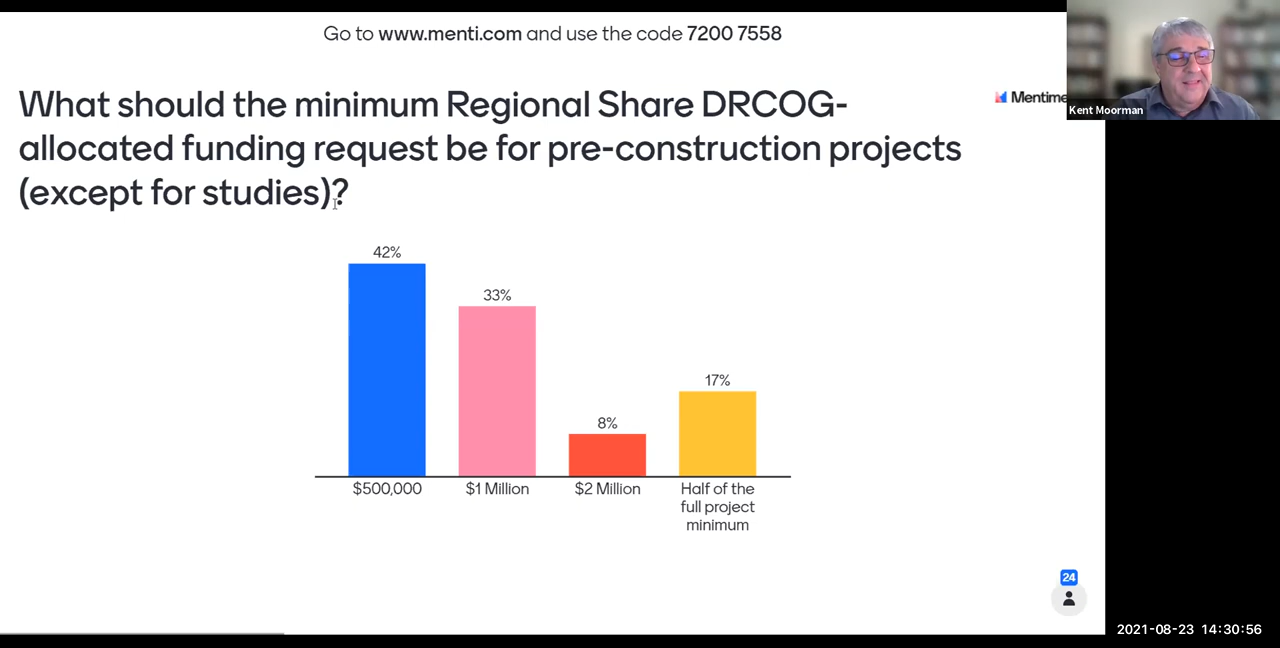 Go to www.menti.com and use the code 7200 7558
What should the minimum Regional Share DRCOG-
allocated funding request be for pre-construction projects
(except for studies)?
Mentime
Kent Moorman
42%
33%
8%
17%
$500,000
$1 Million
$2 Million
Half of the
full project
minimum
24
2021-08-23 14:30:56